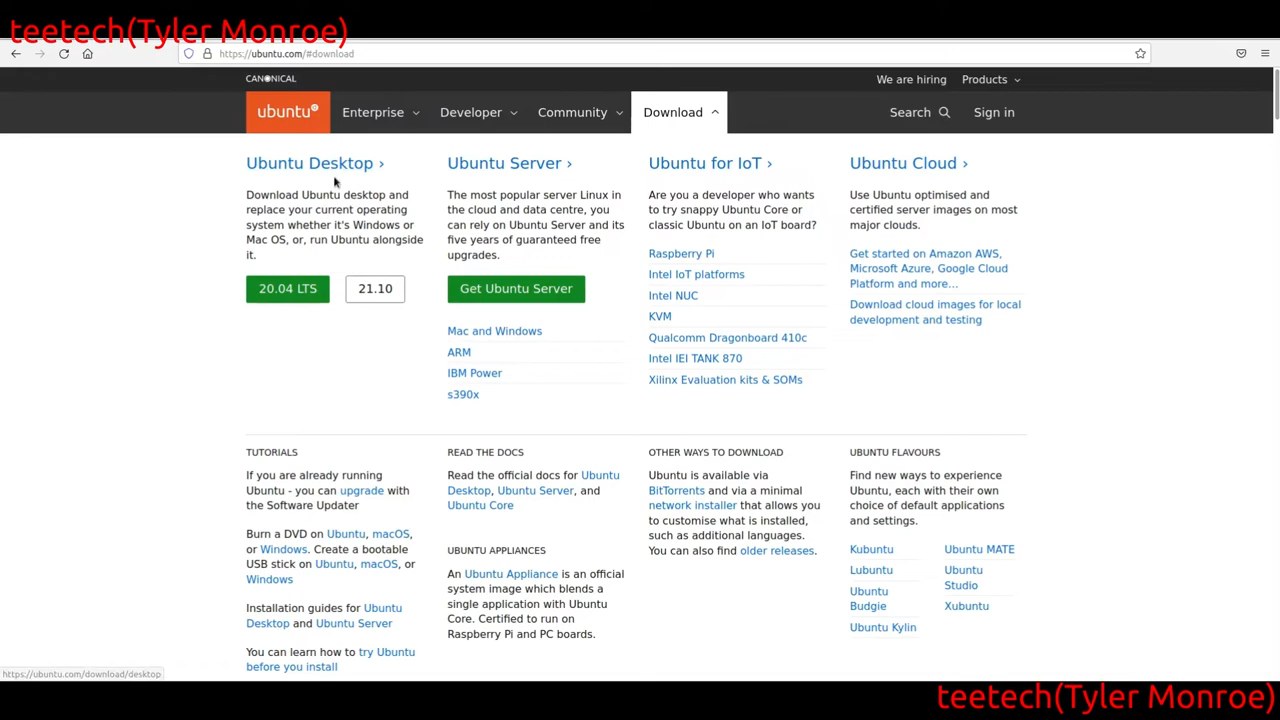 teetech(Tyler Monroe)
https://ubuntu.com/#download
CANONICAL
We are hiring
Products
ubuntu®
Enterprise
Developer
Community
Download
Search
Sign in
Ubuntu Desktop ›
Download Ubuntu desktop and
replace your current operating
system whether it's Windows or
Mac OS, or, run Ubuntu alongside
it.
20.04 LTS
21.10
Ubuntu Server ›
The most popular server Linux in
the cloud and data centre, you
can rely on Ubuntu Server and its
five years of guaranteed free
upgrades.
Get Ubuntu Server
Mac and Windows
ARM
IBM Power
s390x
Ubuntu for IoT ›
Are you a developer who wants
to try snappy Ubuntu Core or
classic Ubuntu on an IoT board?
Raspberry Pi
Intel IoT platforms
Intel NUC
KVM
Qualcomm Dragonboard 410c
Intel IEI TANK 870
Xilinx Evaluation kits & SOMs
Ubuntu Cloud ›
Use Ubuntu optimised and
certified server images on most
major clouds.
Get started on Amazon AWS,
Microsoft Azure, Google Cloud
Platform and more...
Download cloud images for local
development and testing
TUTORIALS
If you are already running
Ubuntu - you can upgrade with
the Software Updater
Burn a DVD on Ubuntu, macOS,
or Windows. Create a bootable
USB stick on Ubuntu, macOS, or
Windows
Installation guides for Ubuntu
Desktop and Ubuntu Server
You can learn how to try Ubuntu
before you install
READ THE DOCS
Read the official docs for Ubuntu
Desktop, Ubuntu Server, and
Ubuntu Core
UBUNTU APPLIANCES
An Ubuntu Appliance is an official
system image which blends a
single application with Ubuntu
Core. Certified to run on
Raspberry Pi and PC boards.
OTHER WAYS TO DOWNLOAD
Ubuntu is available via
BitTorrents and via a minimal
network installer that allows you
to customise what is installed,
such as additional languages.
You can also find older releases.
UBUNTU FLAVOURS
Find new ways to experience
Ubuntu, each with their own
choice of default applications
and settings.
Kubuntu
Lubuntu
Ubuntu
Budgie
Ubuntu Kylin
Ubuntu MATE
Ubuntu
Studio
Xubuntu
https://ubuntu.com/download/desktop
teetech(Tyler Monroe)